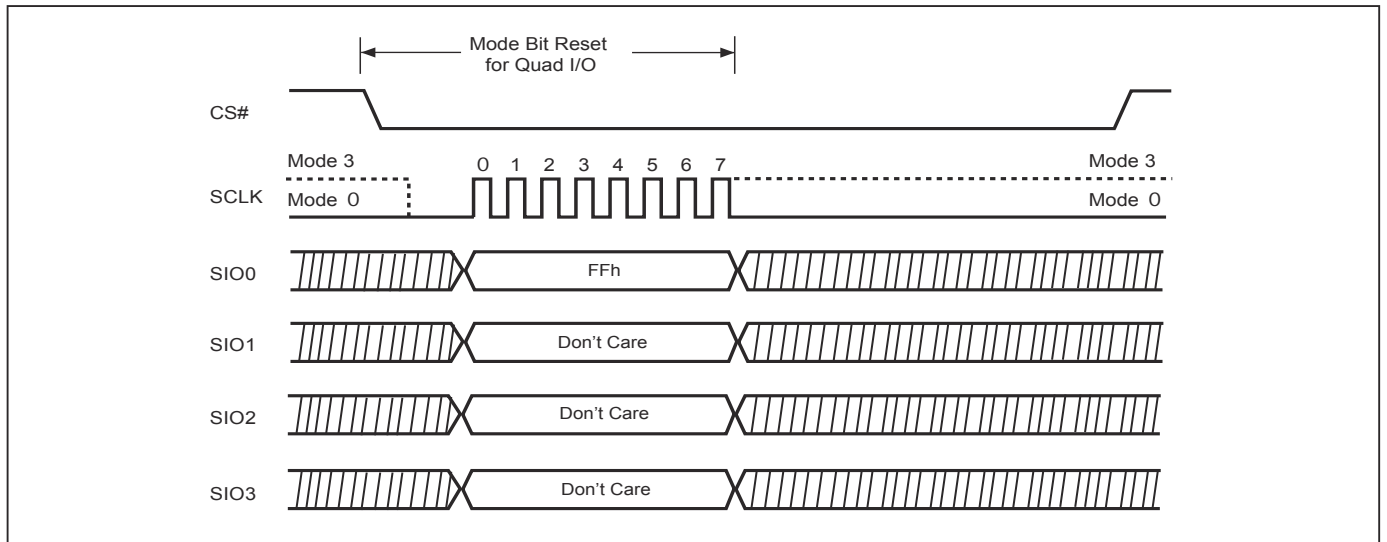 Mode Bit Reset
for Quad I/O
CS#
Mode 3
0 1 2 3 4 5 6 7
Mode 3
SCLK
Mode 0
Mode 0
SIO0
FFh
SIO1
Don't Care
SIO2
Don't Care
SIO3
Don't Care